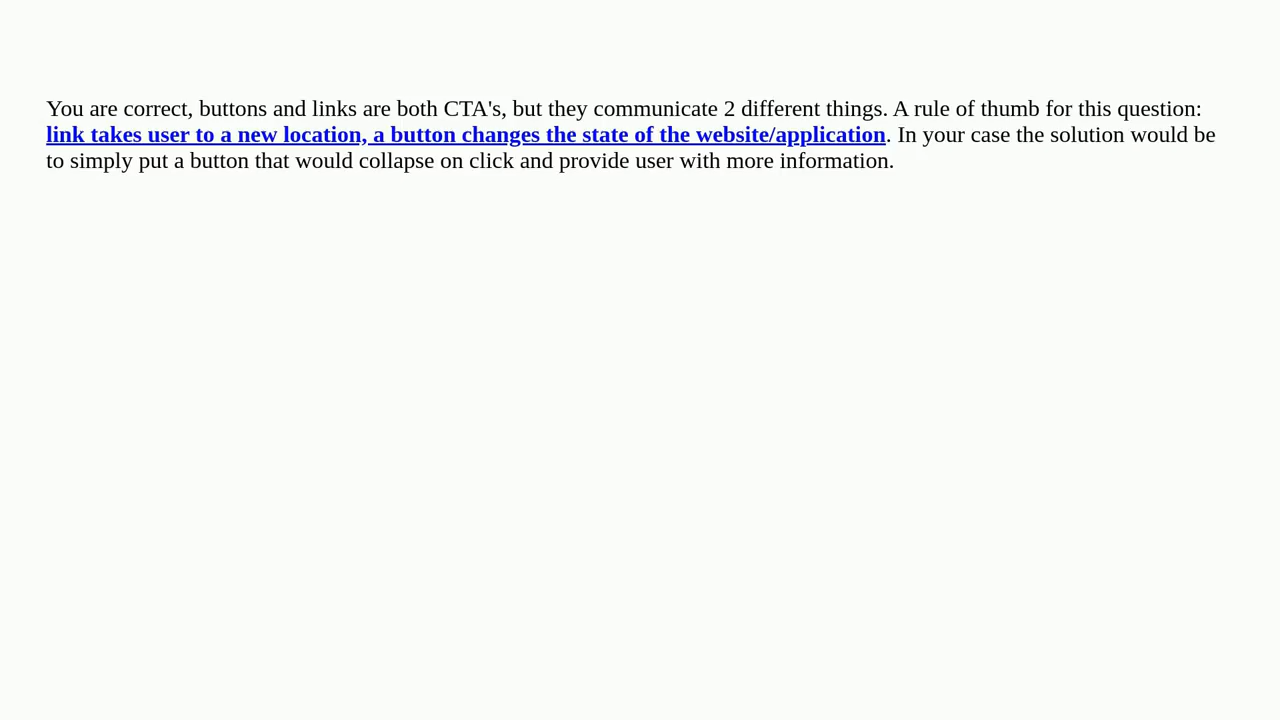 You are correct, buttons and links are both CTA's, but they communicate 2 different things. A rule of thumb for this question:
link takes user to a new location, a button changes the state of the website/application. In your case the solution would be
to simply put a button that would collapse on click and provide user with more information.